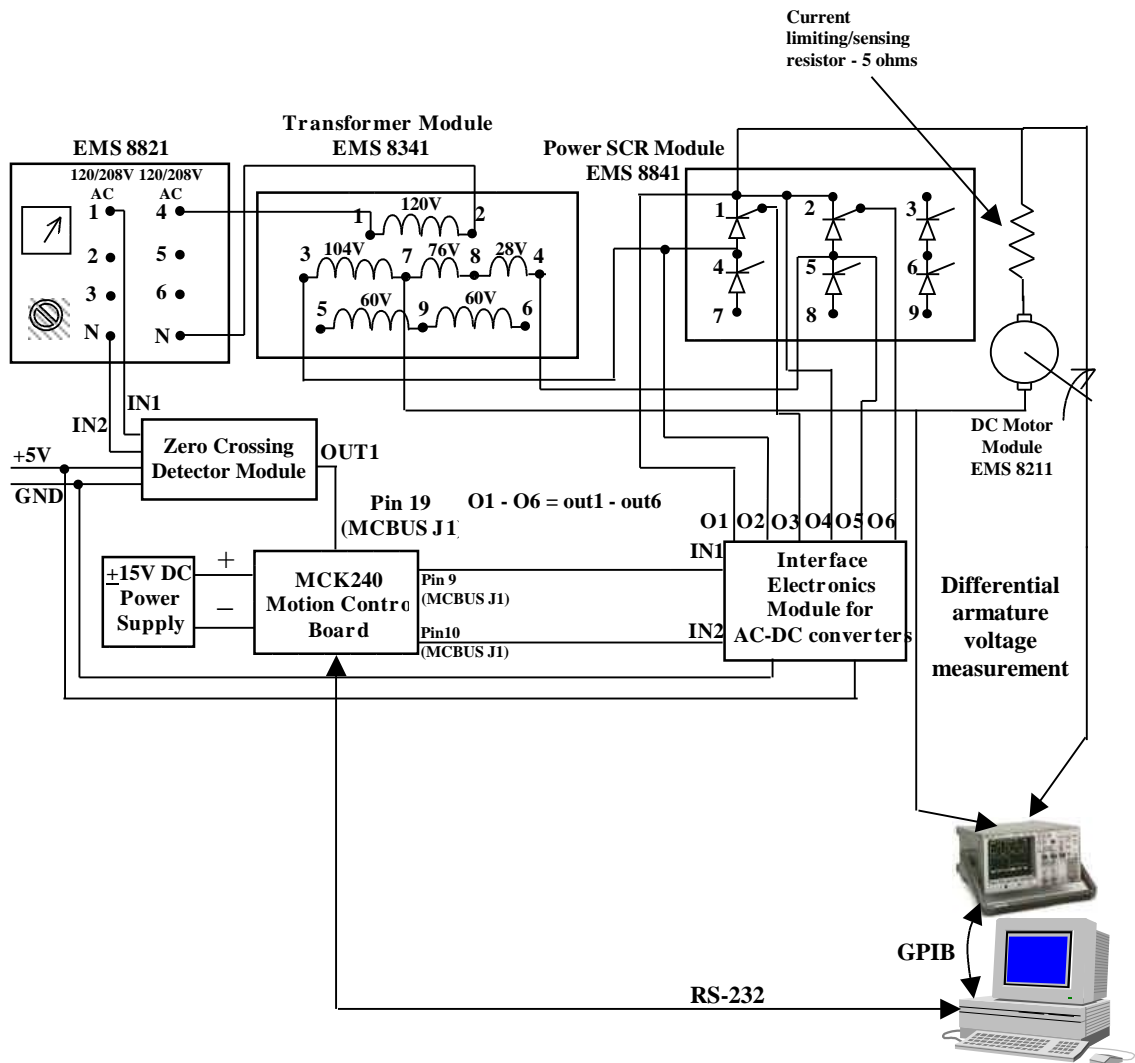 Current
limiting/sensing
resistor - 5 ohms
Transformer Module
EMS 8341
EMS 8821
Power SCR Module
EMS 8841
120/208V 120/208V
AC AC
1 4
2 5
3 6
N N
120V
1 2
3 104V 7 76V 8 28V 4
5 60V 9 60V 6
1 2 3
4 5 6
7 8 9
IN1
IN2
+5V
GND
Zero Crossing
Detector Module
OUT1
DC Motor
Module
EMS 8211
Pin 19
(MCBUS J1)
O1 - O6 = out1 - out6
O1 O2 O3 O4 O5 O6
+15V DC
Power
Supply
+
–
MCK240
Motion Contro
Board
Pin 9
(MCBUS J1)
Pin10
(MCBUS J1)
IN1
IN2
Interface
Electronics
Module for
AC-DC converters
Differential
armature
voltage
measurement
GPIB
RS-232